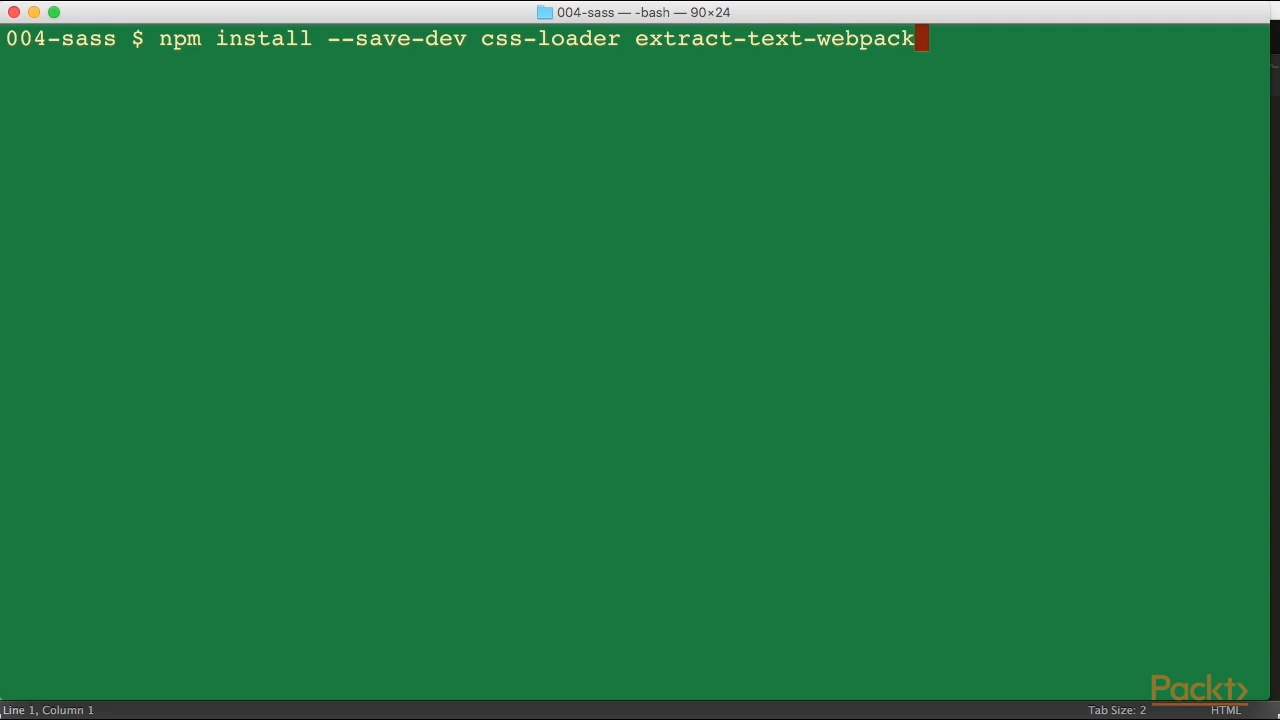 004-sass — -bash — 90×24
004-sass $ npm install --save-dev css-loader extract-text-webpack
Packt>
Line 1, Column 1
Tab Size: 2
HTML